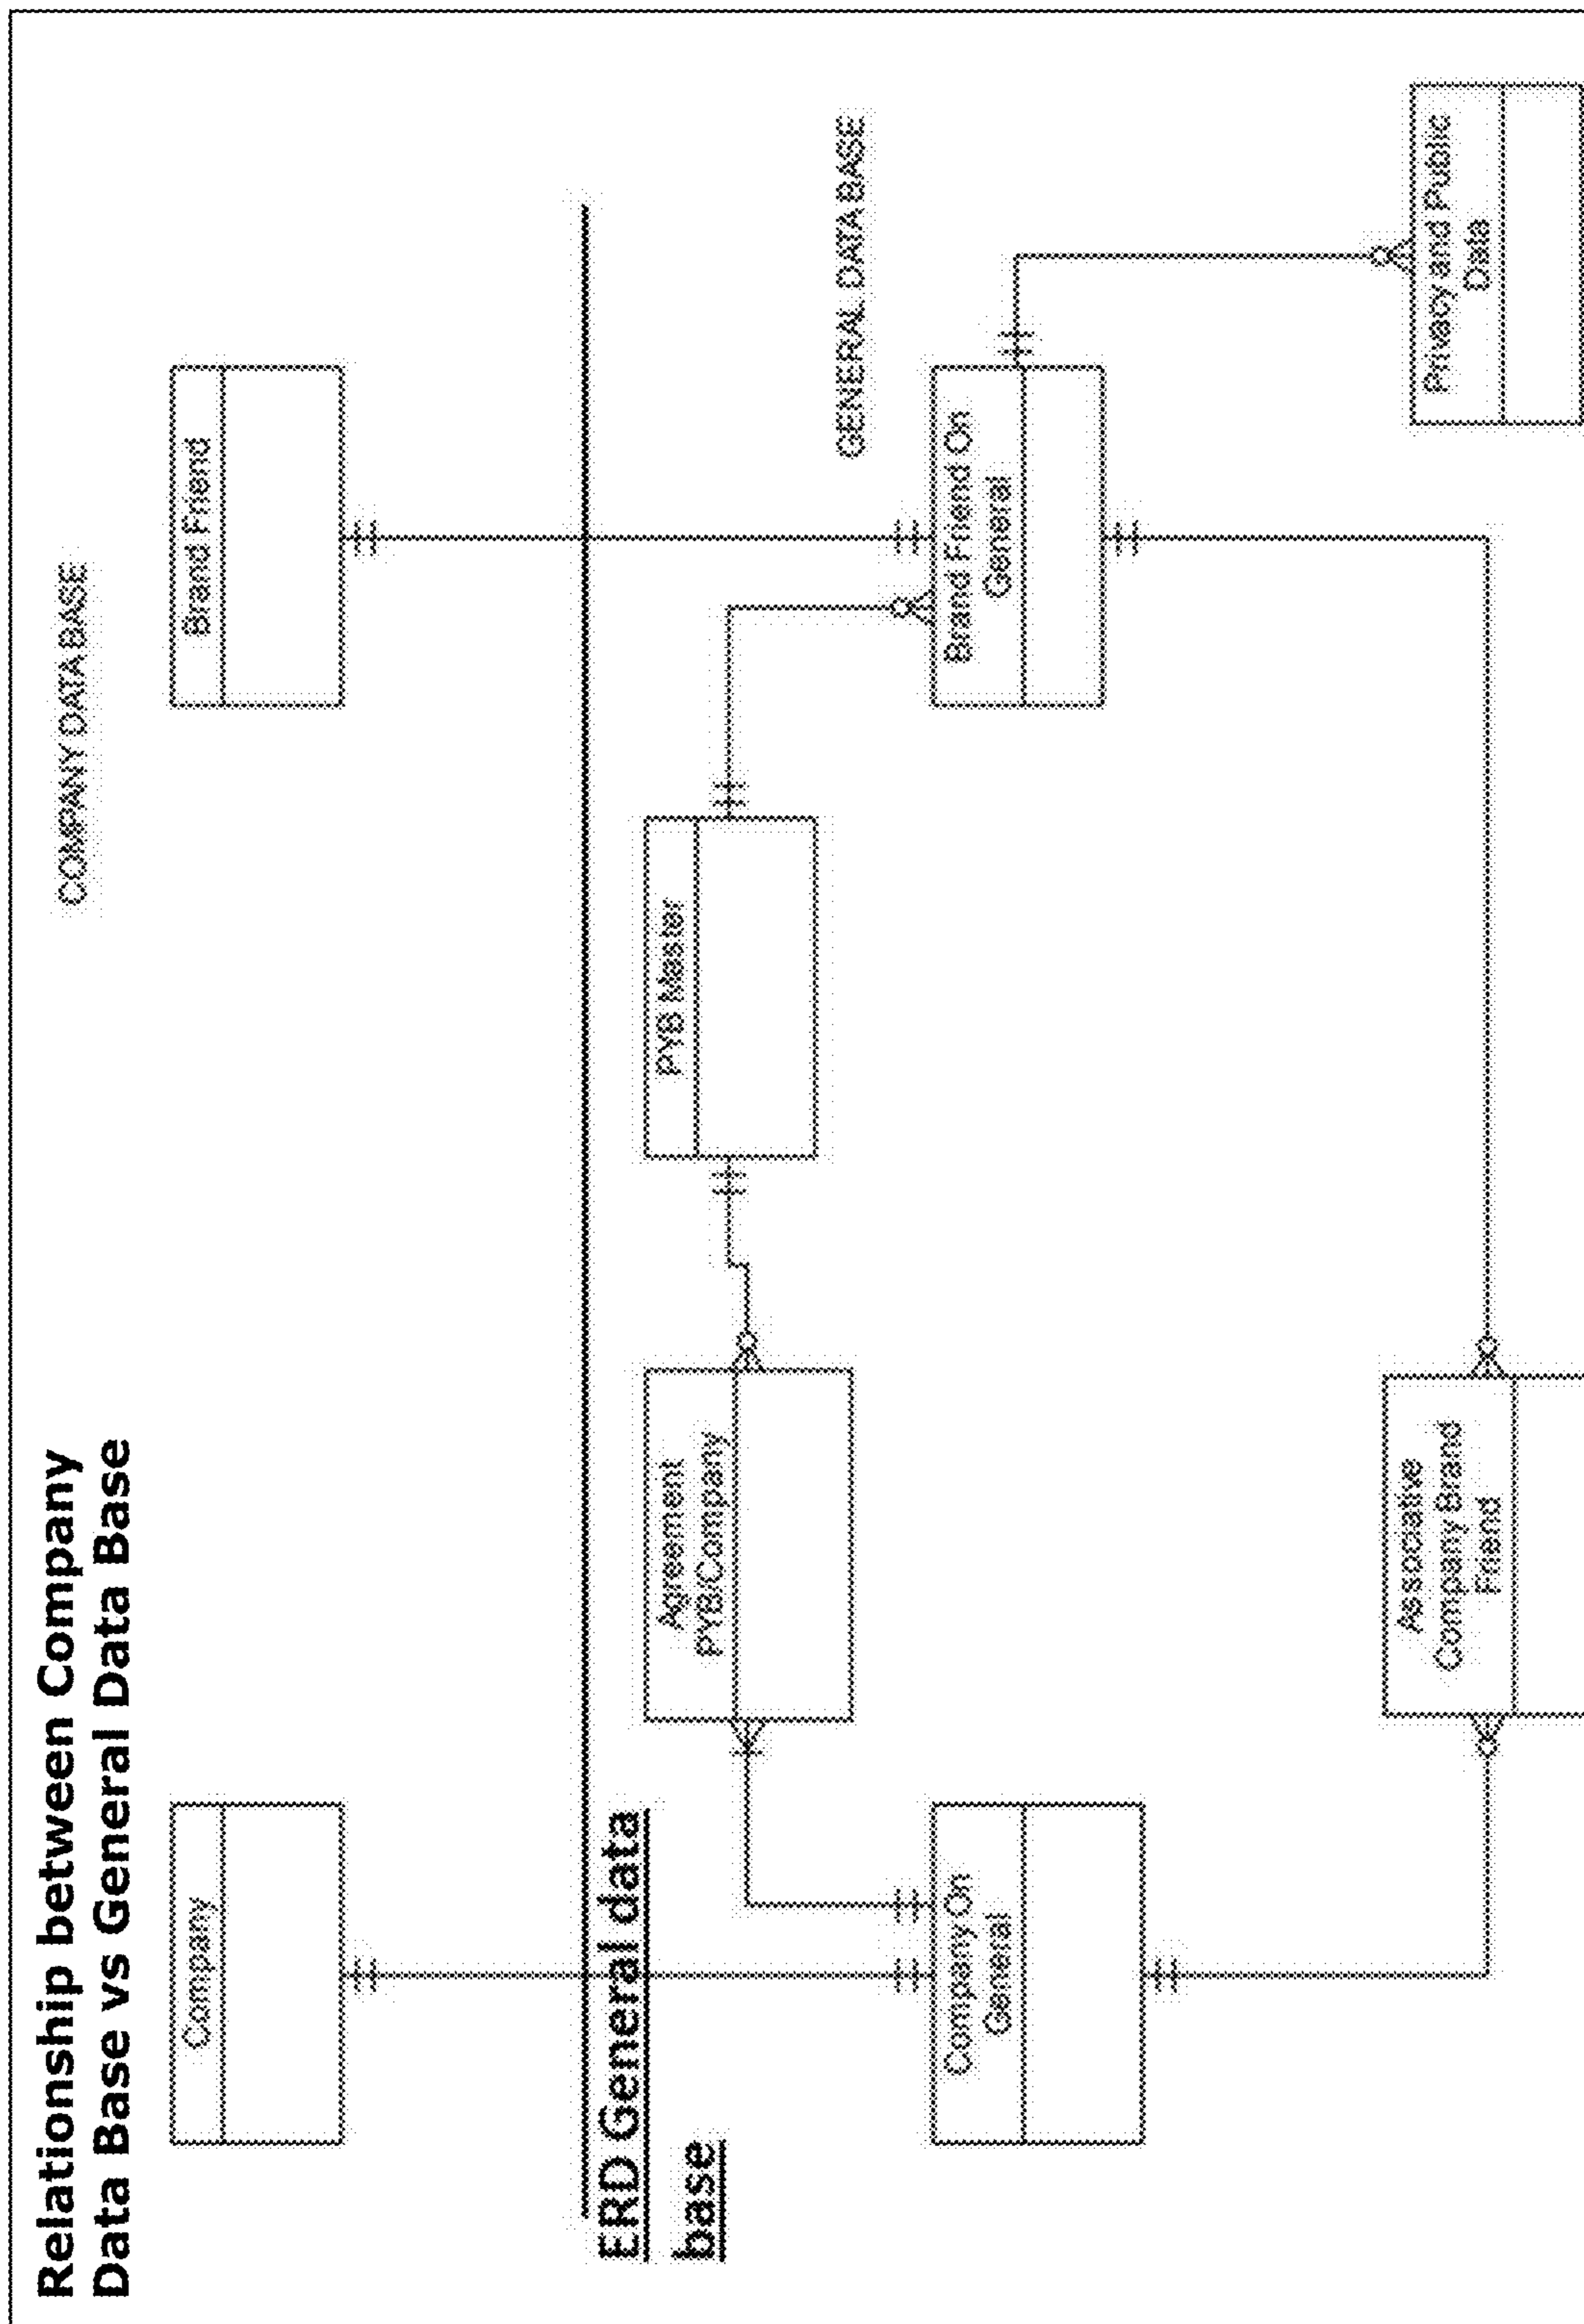 Relationship between Company
Data Base vs General Data Base
COMPANY DATA BASE
Company
Brand Friend
ERD General data
base
Agreement
PYB/Company
PYB Master
GENERAL DATA BASE
Company On
General
Brand Friend On
General
Associative
Company Brand
Friend
Privacy and Public
Data